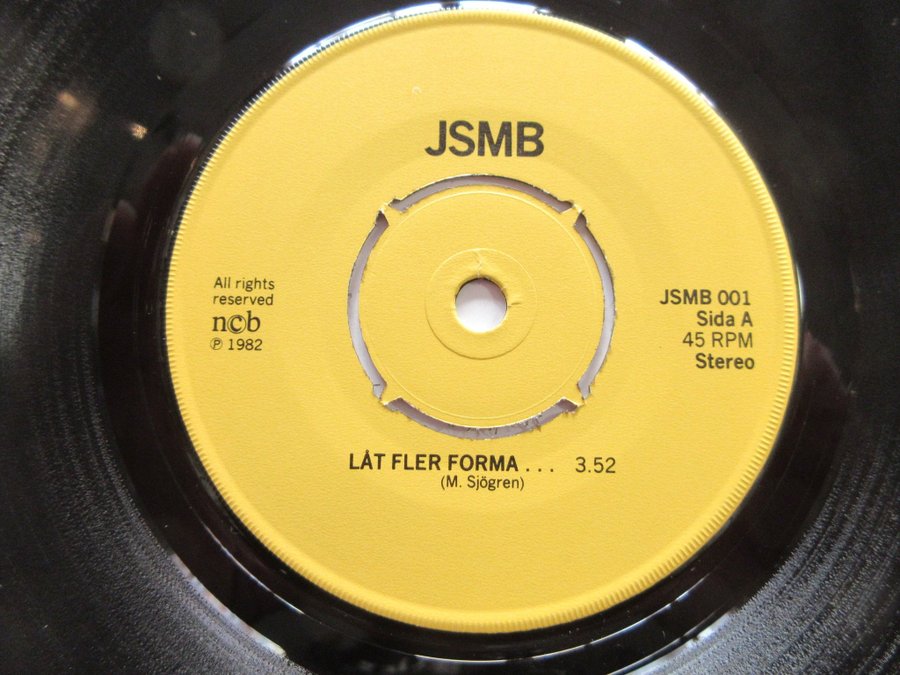 JSMB
All rights
reserved
ncb
℗ 1982
JSMB 001
Sida A
45 RPM
Stereo
LÅT FLER FORMA . . . 3.52
(M. Sjögren)